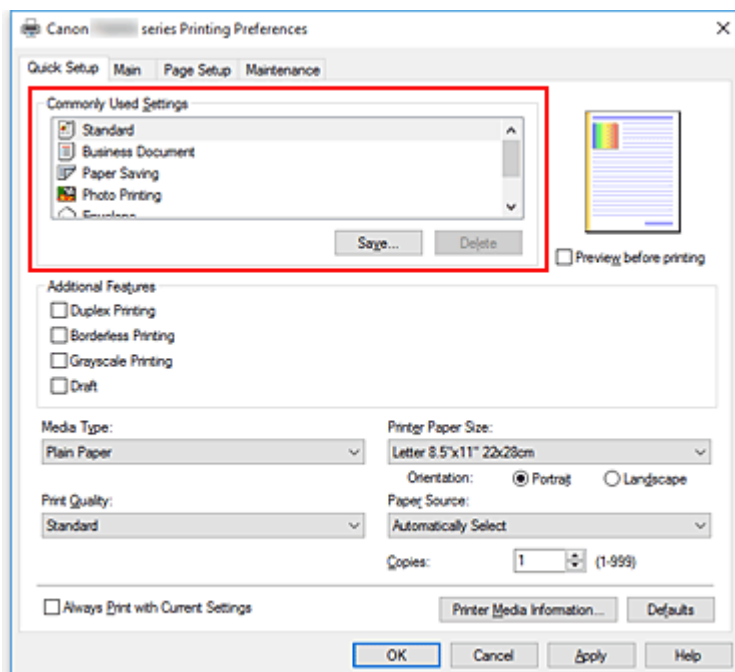 Canon series Printing Preferences
Quick Setup Main Page Setup Maintenance
Commonly Used Settings
Standard
Business Document
Paper Saving
Photo Printing
Envelope
Save... Delete
Preview before printing
Additional Features
Duplex Printing
Borderless Printing
Grayscale Printing
Draft
Media Type: Printer Paper Size:
Plain Paper Letter 8.5"x11" 22x28cm
Orientation: Portrait Landscape
Print Quality: Paper Source:
Standard Automatically Select
Copies: 1 (1-999)
Always Print with Current Settings Printer Media Information... Defaults
OK Cancel Apply Help